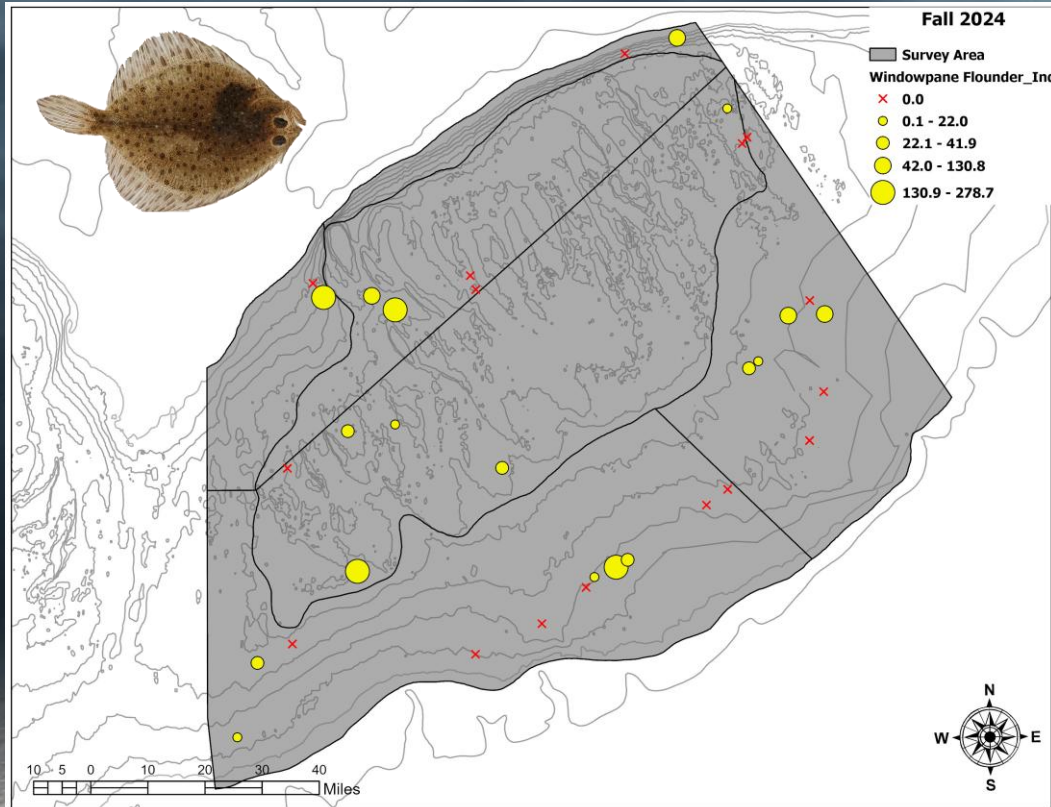 Fall 2024
Survey Area
Windowpane Flounder_Ind
0.0
0.1 - 22.0
22.1 - 41.9
42.0 - 130.8
130.9 - 278.7
N
W E
S
10 5 0 10 20 30 40
Miles